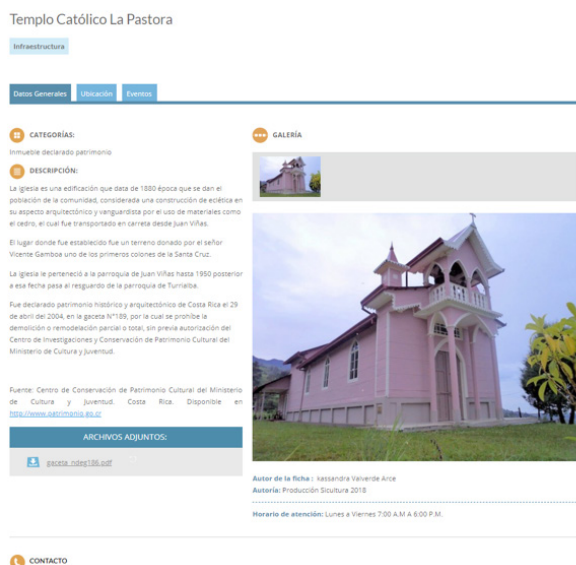 Templo Católico La Pastora
Infraestructura
Datos Generales
Ubicación
Eventos
CATEGORÍAS:
Inmueble declarado patrimonio
DESCRIPCIÓN:
La iglesia es una edificación que data de 1880 época que se dan el
población de la comunidad, considerada una construcción de eciética en
su aspecto arquitectónico y vanguardista por el uso de materiales como
el cedro, el cual fue transportado en carreta desde Juan Viñas.
El lugar donde fue establecido fue un terreno donado por el señor
Vicente Gamboa uno de los primeros colones de la Santa Cruz.
La iglesia le perteneció a la parroquia de Juan Viñas hasta 1950 posterior
a esa fecha pasa al resguardo de la parroquia de Turrialba.
Fue declarado patrimonio histórico y arquitectónico de Costa Rica el 29
de abril del 2004, en la gaceta N°189, por la cual se prohíbe la
demolición o remodelación parcial o total, sin previa autorización del
Centro de Investigaciones y Conservación de Patrimonio Cultural del
Ministerio de Cultura y Juventud.
Fuente: Centro de Conservación de Patrimonio Cultural del Ministerio
de Cultura y Juventud. Costa Rica. Disponible en
http://www.patrimonio.go.cr
ARCHIVOS ADJUNTOS:
gaceta_ndeg186.pdf
GALERÍA
Autor de la ficha : kassandra Valverde Arce
Autoría: Producción Sicultura 2018
Horario de atención: Lunes a Viernes 7:00 A.M A 6:00 P.M.
CONTACTO